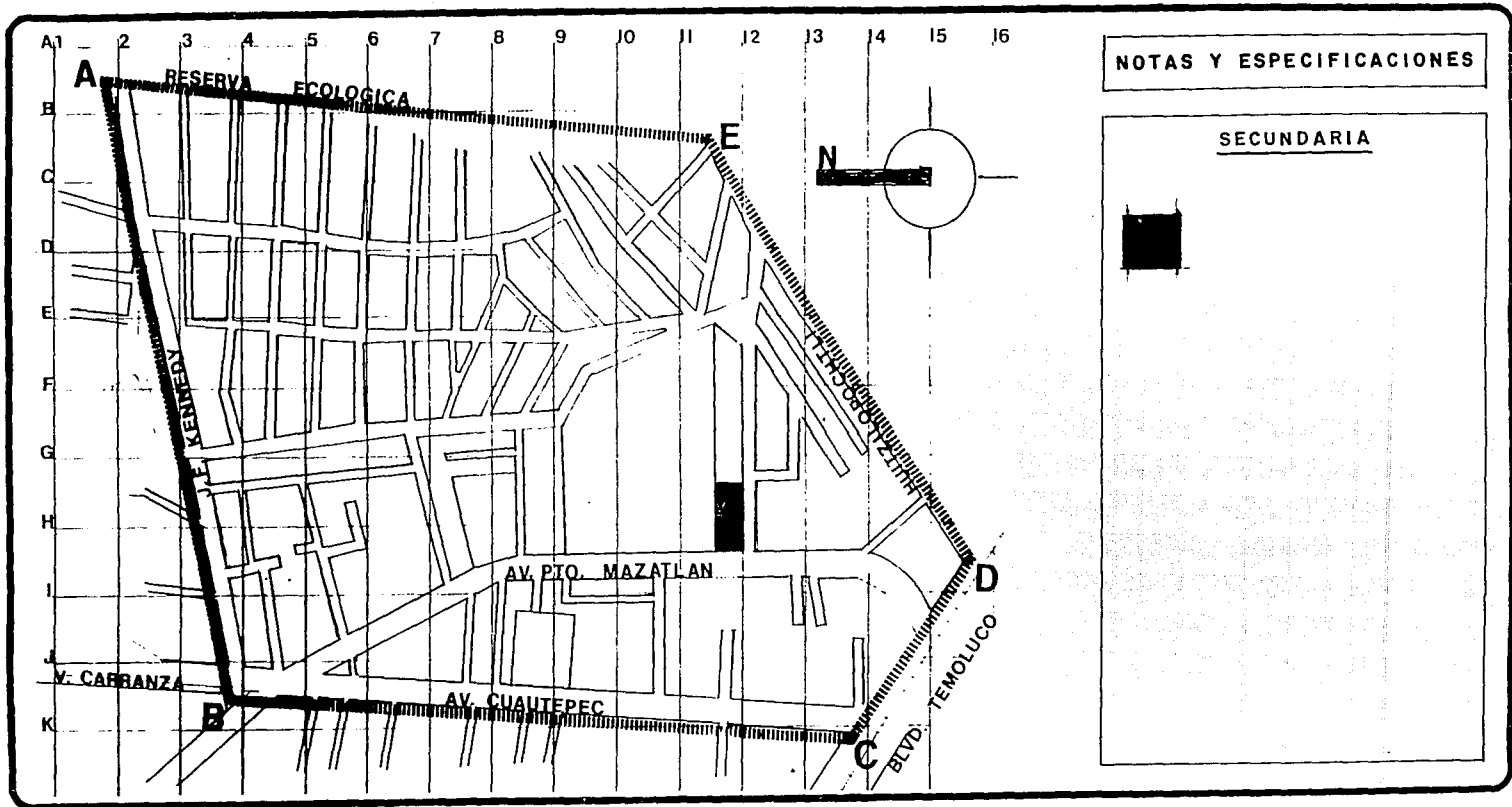 A1 2 3 4 5 6 7 8 9 10 11 12 13 14 15 16
B
C
D
E
F
G
H
I
J
K
A
B
C
D
E
RESERVA ECOLOGICA
J.F. KENNEDY
HUITZILOPOCHTLI
AV. PTO. MAZATLAN
V. CARRANZA
AV. CUAUTEPEC
BLVD. TEMOLUCO
N
NOTAS Y ESPECIFICACIONES
SECUNDARIA